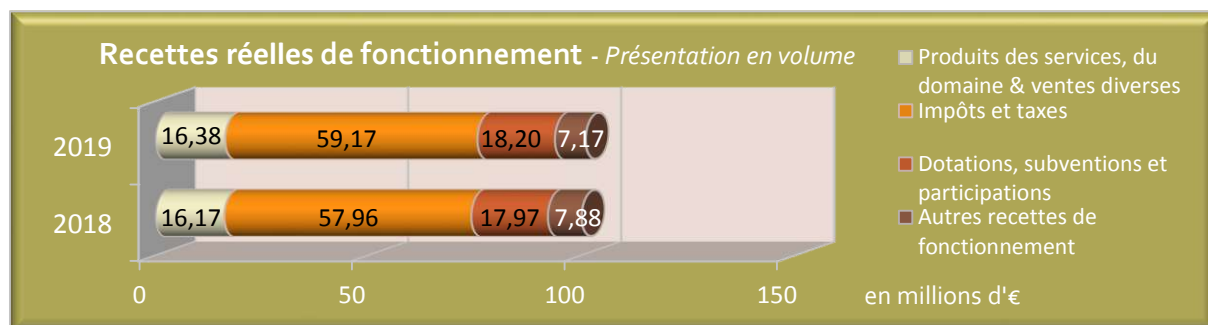 Recettes réelles de fonctionnement - Présentation en volume
2019
16,38
59,17
18,20
7,17
2018
16,17
57,96
17,97
7,88
0
50
100
150
en millions d'€
Produits des services, du
domaine & ventes diverses
Impôts et taxes
Dotations, subventions et
participations
Autres recettes de
fonctionnement